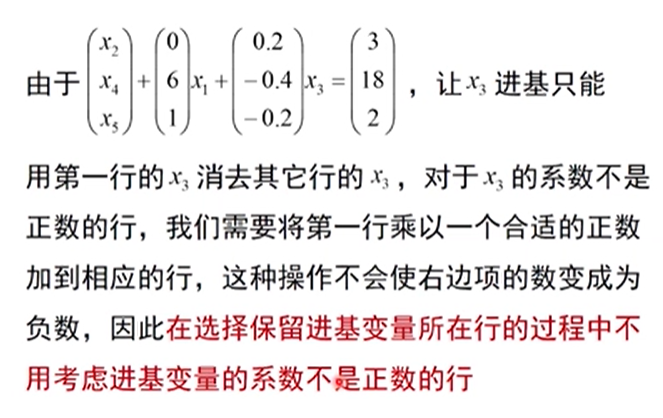 由于 $\begin{pmatrix} x_2 \\ x_4 \\ x_5 \end{pmatrix} + \begin{pmatrix} 0 \\ 6 \\ 1 \end{pmatrix} x_1 + \begin{pmatrix} 0.2 \\ -0.4 \\ -0.2 \end{pmatrix} x_3 = \begin{pmatrix} 3 \\ 18 \\ 2 \end{pmatrix}$ ，让 $x_3$ 进基只能
用第一行的 $x_3$ 消去其它行的 $x_3$，对于 $x_3$ 的系数不是
正数的行，我们需要将第一行乘以一个合适的正数
加到相应的行，这种操作不会使右边项的数变成为
负数，因此在选择保留进基变量所在行的过程中不
用考虑进基变量的系数不是正数的行